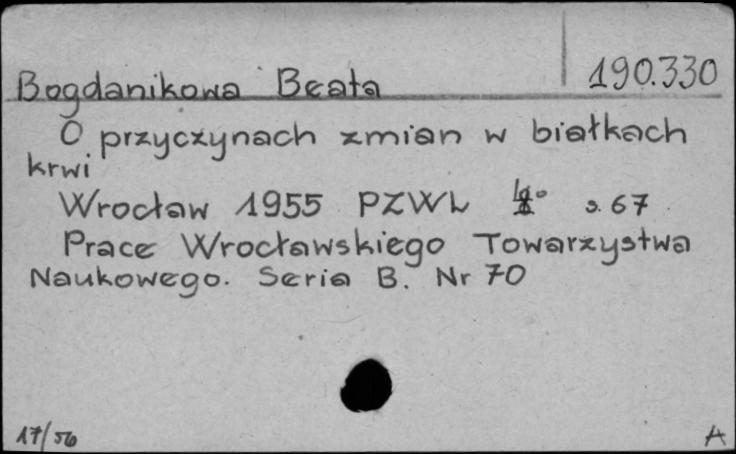 Bogdanikowa Beata 190.330
O przyczynach zmian w białkach
krwi
Wrocław 1955 PZWL s. 67
Prace Wrocławskiego Towarzystwa
Naukowego. Seria B. Nr 70
17/56 A